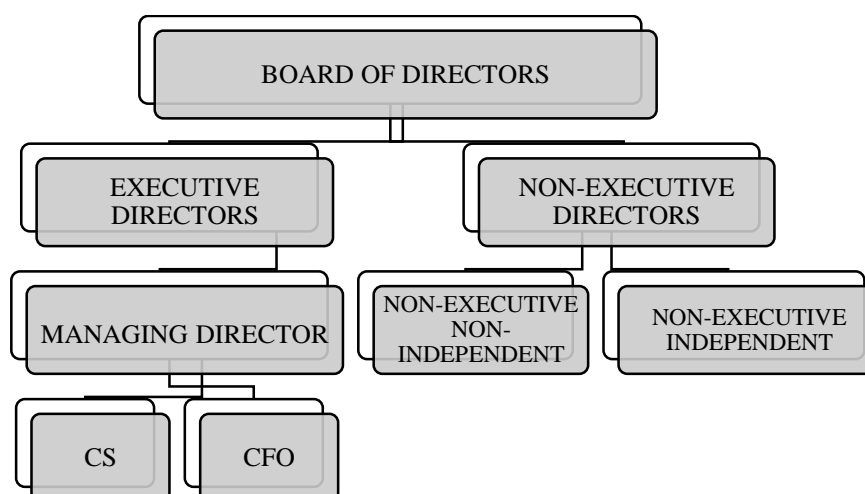 BOARD OF DIRECTORS
EXECUTIVE
DIRECTORS
NON-EXECUTIVE
DIRECTORS
MANAGING DIRECTOR
NON-EXECUTIVE
NON-
INDEPENDENT
NON-EXECUTIVE
INDEPENDENT
CS
CFO